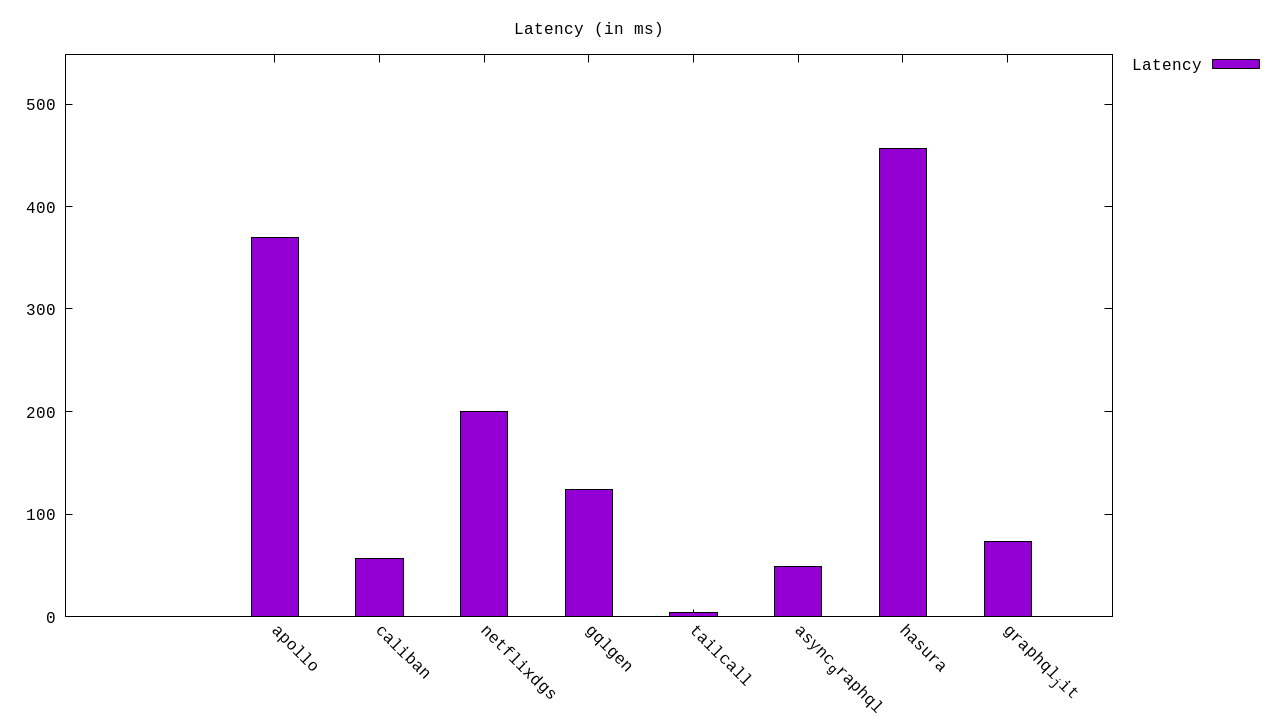 Latency (in ms)
Latency
500
400
300
200
100
0
apollo
caliban
netflixdgs
gqlgen
tailcall
async_graphql
hasura
graphql_jit